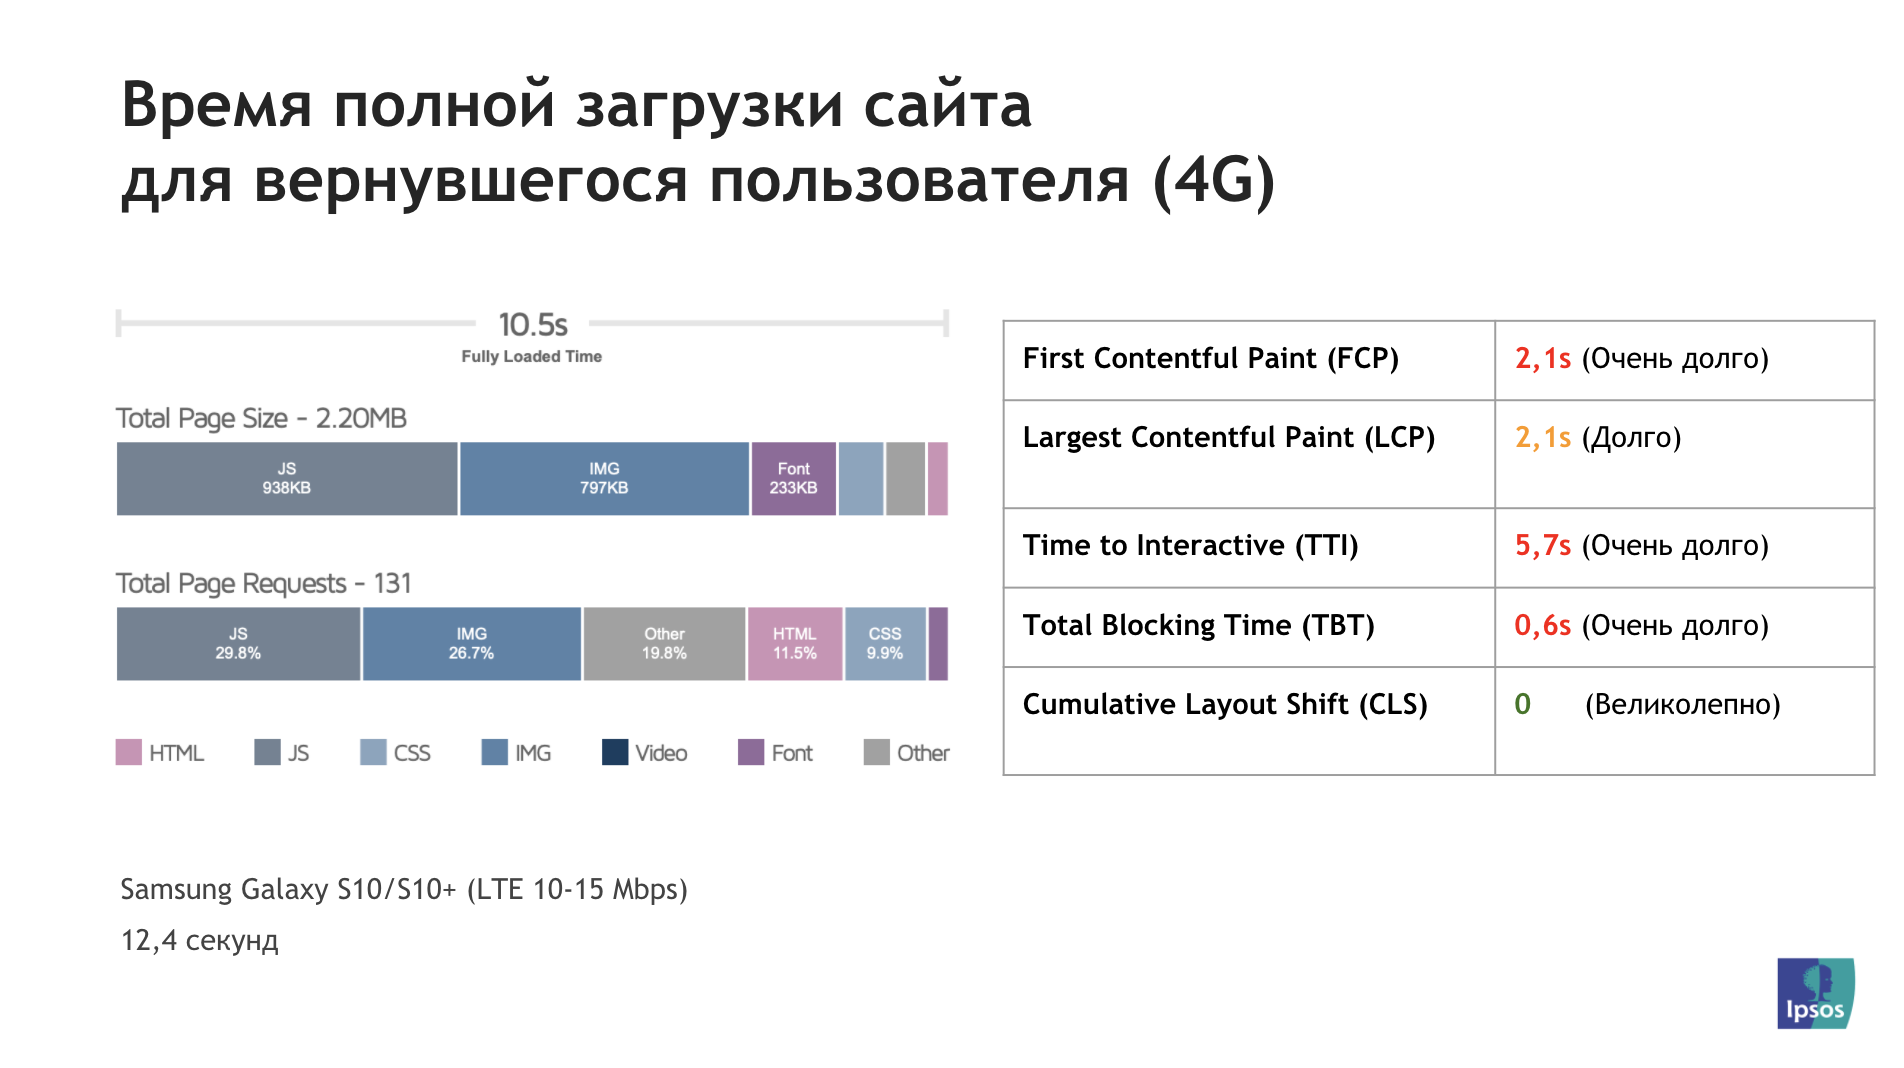 Время полной загрузки сайта
для вернувшегося пользователя (4G)
10.5s
Fully Loaded Time
Total Page Size - 2.20MB
JS
938KB
IMG
797KB
Font
233KB
Total Page Requests - 131
JS
29.8%
IMG
26.7%
Other
19.8%
HTML
11.5%
CSS
9.9%
HTML JS CSS IMG Video Font Other
First Contentful Paint (FCP) 2,1s (Очень долго)
Largest Contentful Paint (LCP) 2,1s (Долго)
Time to Interactive (TTI) 5,7s (Очень долго)
Total Blocking Time (TBT) 0,6s (Очень долго)
Cumulative Layout Shift (CLS) 0 (Великолепно)
Samsung Galaxy S10/S10+ (LTE 10-15 Mbps)
12,4 секунд
Ipsos